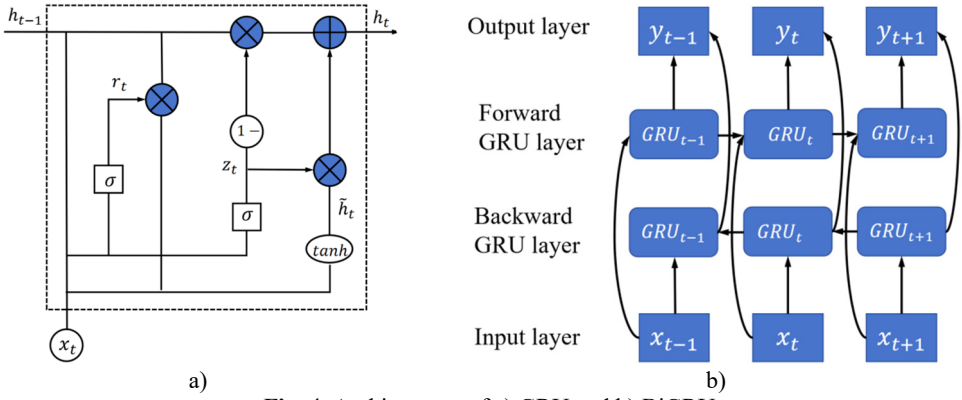 h_{t-1}
h_t
r_t
1 −
z_t
σ
σ
h̃_t
tanh
x_t
a)
Output layer
y_{t-1}
y_t
y_{t+1}
Forward
GRU layer
GRU_{t-1}
GRU_t
GRU_{t+1}
Backward
GRU layer
GRU_{t-1}
GRU_t
GRU_{t+1}
Input layer
x_{t-1}
x_t
x_{t+1}
b)